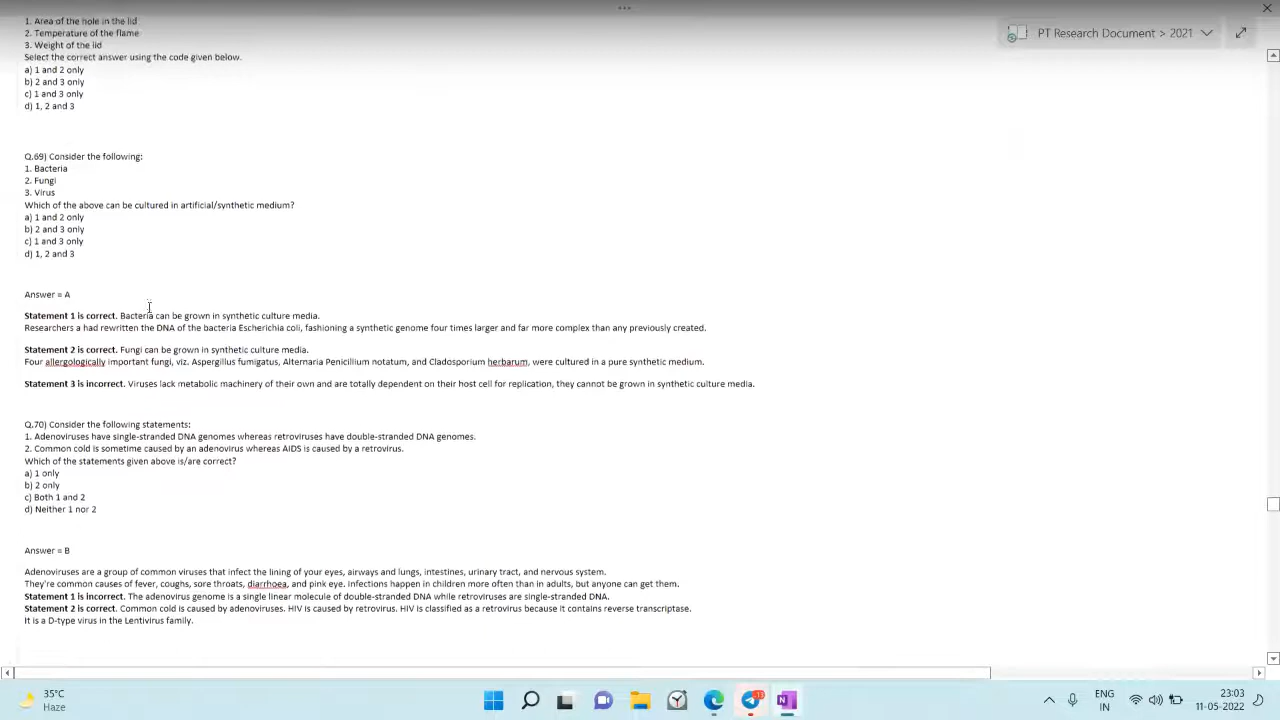 1. Area of the hole in the lid
2. Temperature of the flame
3. Weight of the lid
Select the correct answer using the code given below.
a) 1 and 2 only
b) 2 and 3 only
c) 1 and 3 only
d) 1, 2 and 3
PT Research Document > 2021
Q.69) Consider the following:
1. Bacteria
2. Fungi
3. Virus
Which of the above can be cultured in artificial/synthetic medium?
a) 1 and 2 only
b) 2 and 3 only
c) 1 and 3 only
d) 1, 2 and 3
Answer = A
Statement 1 is correct. Bacteria can be grown in synthetic culture media.
Researchers a had rewritten the DNA of the bacteria Escherichia coli, fashioning a synthetic genome four times larger and far more complex than any previously created.
Statement 2 is correct. Fungi can be grown in synthetic culture media.
Four allergologically important fungi, viz. Aspergillus fumigatus, Alternaria Penicillium notatum, and Cladosporium herbarum, were cultured in a pure synthetic medium.
Statement 3 is incorrect. Viruses lack metabolic machinery of their own and are totally dependent on their host cell for replication, they cannot be grown in synthetic culture media.
Q.70) Consider the following statements:
1. Adenoviruses have single-stranded DNA genomes whereas retroviruses have double-stranded DNA genomes.
2. Common cold is sometime caused by an adenovirus whereas AIDS is caused by a retrovirus.
Which of the statements given above is/are correct?
a) 1 only
b) 2 only
c) Both 1 and 2
d) Neither 1 nor 2
Answer = B
Adenoviruses are a group of common viruses that infect the lining of your eyes, airways and lungs, intestines, urinary tract, and nervous system.
They're common causes of fever, coughs, sore throats, diarrhoea, and pink eye. Infections happen in children more often than in adults, but anyone can get them.
Statement 1 is incorrect. The adenovirus genome is a single linear molecule of double-stranded DNA while retroviruses are single-stranded DNA.
Statement 2 is correct. Common cold is caused by adenoviruses. HIV is caused by retrovirus. HIV is classified as a retrovirus because it contains reverse transcriptase.
It is a D-type virus in the Lentivirus family.
35°C
Haze
ENG
IN
23:03
11-05-2022